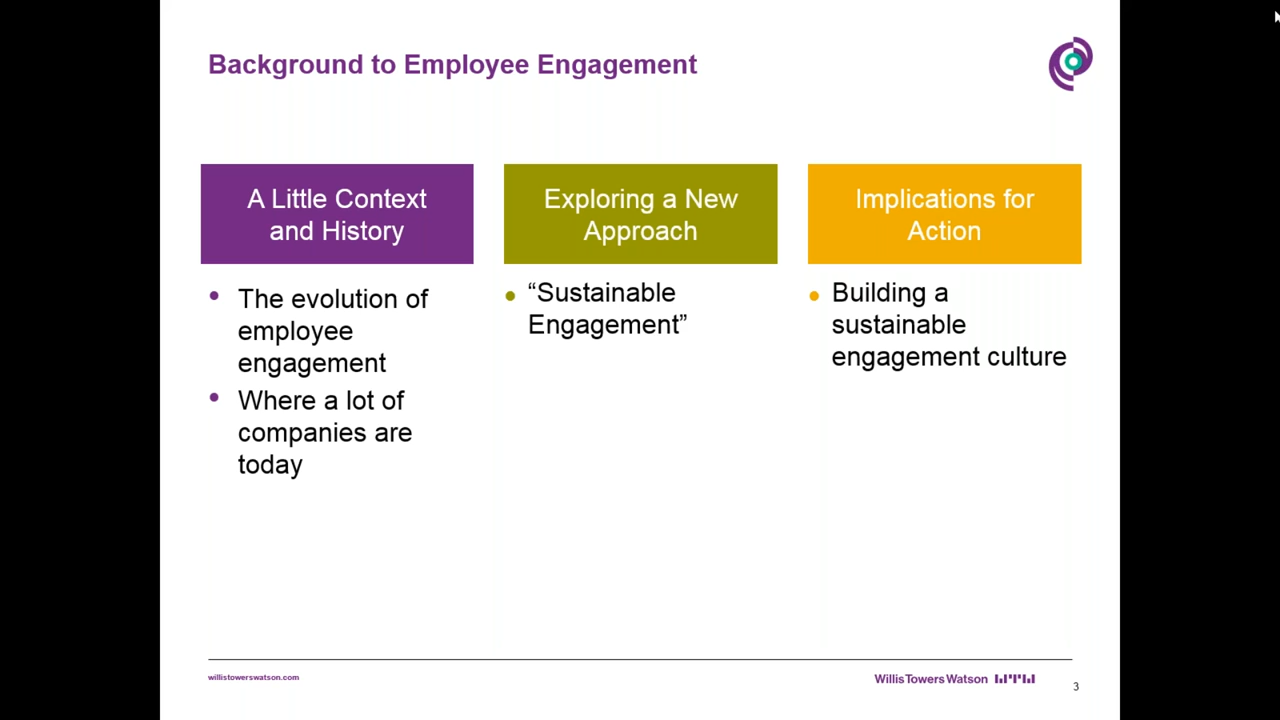 Background to Employee Engagement
A Little Context
and History
The evolution of
employee
engagement
Where a lot of
companies are
today
Exploring a New
Approach
“Sustainable
Engagement”
Implications for
Action
Building a
sustainable
engagement culture
willistowerswatson.com
WillisTowersWatson
3